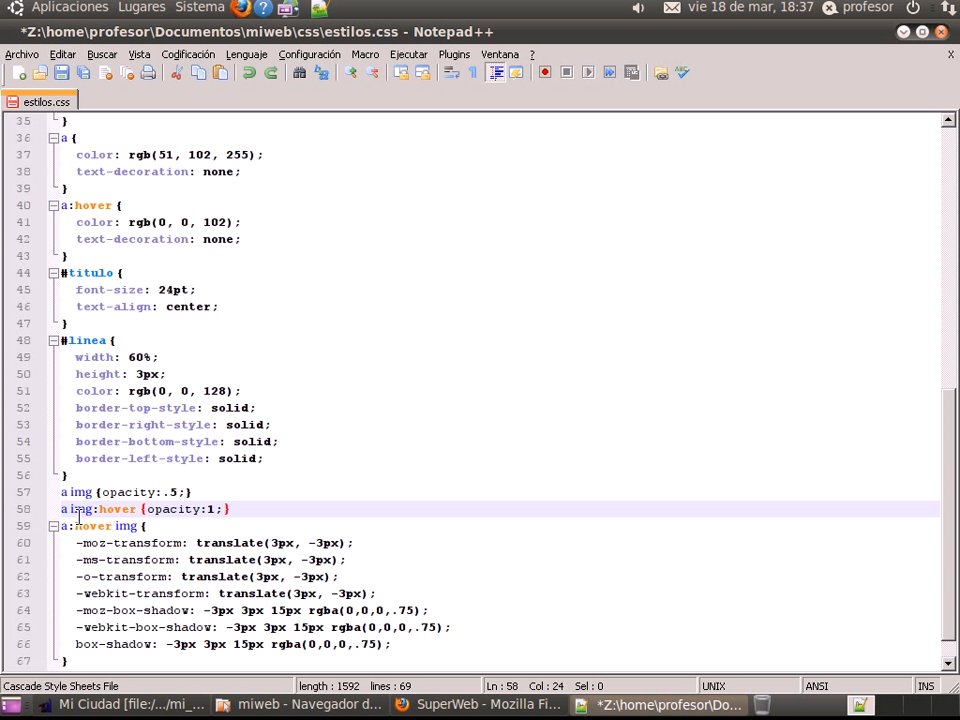 Aplicaciones Lugares Sistema vie 18 de mar, 18:37 profesor
*Z:\home\profesor\Documentos\miweb\css\estilos.css - Notepad++
Archivo Editar Buscar Vista Codificación Lenguaje Configuración Macro Ejecutar Plugins Ventana ? X
estilos.css
35 }
36 a {
37 color: rgb(51, 102, 255);
38 text-decoration: none;
39 }
40 a:hover {
41 color: rgb(0, 0, 102);
42 text-decoration: none;
43 }
44 #titulo {
45 font-size: 24pt;
46 text-align: center;
47 }
48 #linea {
49 width: 60%;
50 height: 3px;
51 color: rgb(0, 0, 128);
52 border-top-style: solid;
53 border-right-style: solid;
54 border-bottom-style: solid;
55 border-left-style: solid;
56 }
57 a img {opacity:.5;}
58 a img:hover {opacity:1;}
59 a:hover img {
60 -moz-transform: translate(3px, -3px);
61 -ms-transform: translate(3px, -3px);
62 -o-transform: translate(3px, -3px);
63 -webkit-transform: translate(3px, -3px);
64 -moz-box-shadow: -3px 3px 15px rgba(0,0,0,.75);
65 -webkit-box-shadow: -3px 3px 15px rgba(0,0,0,.75);
66 box-shadow: -3px 3px 15px rgba(0,0,0,.75);
67 }
Cascade Style Sheets File length : 1592 lines : 69 Ln : 58 Col : 24 Sel : 0 UNIX ANSI INS
Mi Ciudad [file:/.../mi_... miweb - Navegador d... SuperWeb - Mozilla Fi... *Z:\home\profesor\Do...